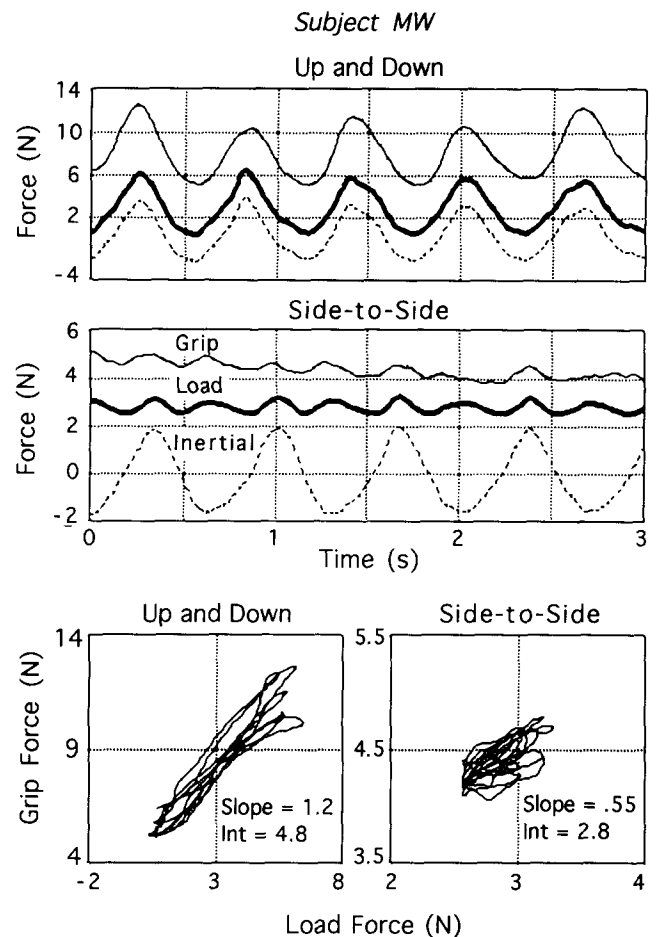 Subject MW
Up and Down
14
10
6
2
-4
Force (N)
Side-to-Side
6
4
2
0
-2
Force (N)
Grip
Load
Inertial
0 1 2 3
Time (s)
Up and Down
Side-to-Side
14
9
4
Grip Force (N)
Slope = 1.2
Int = 4.8
-2 3 8
5.5
4.5
3.5
Slope = .55
Int = 2.8
2 3 4
Load Force (N)